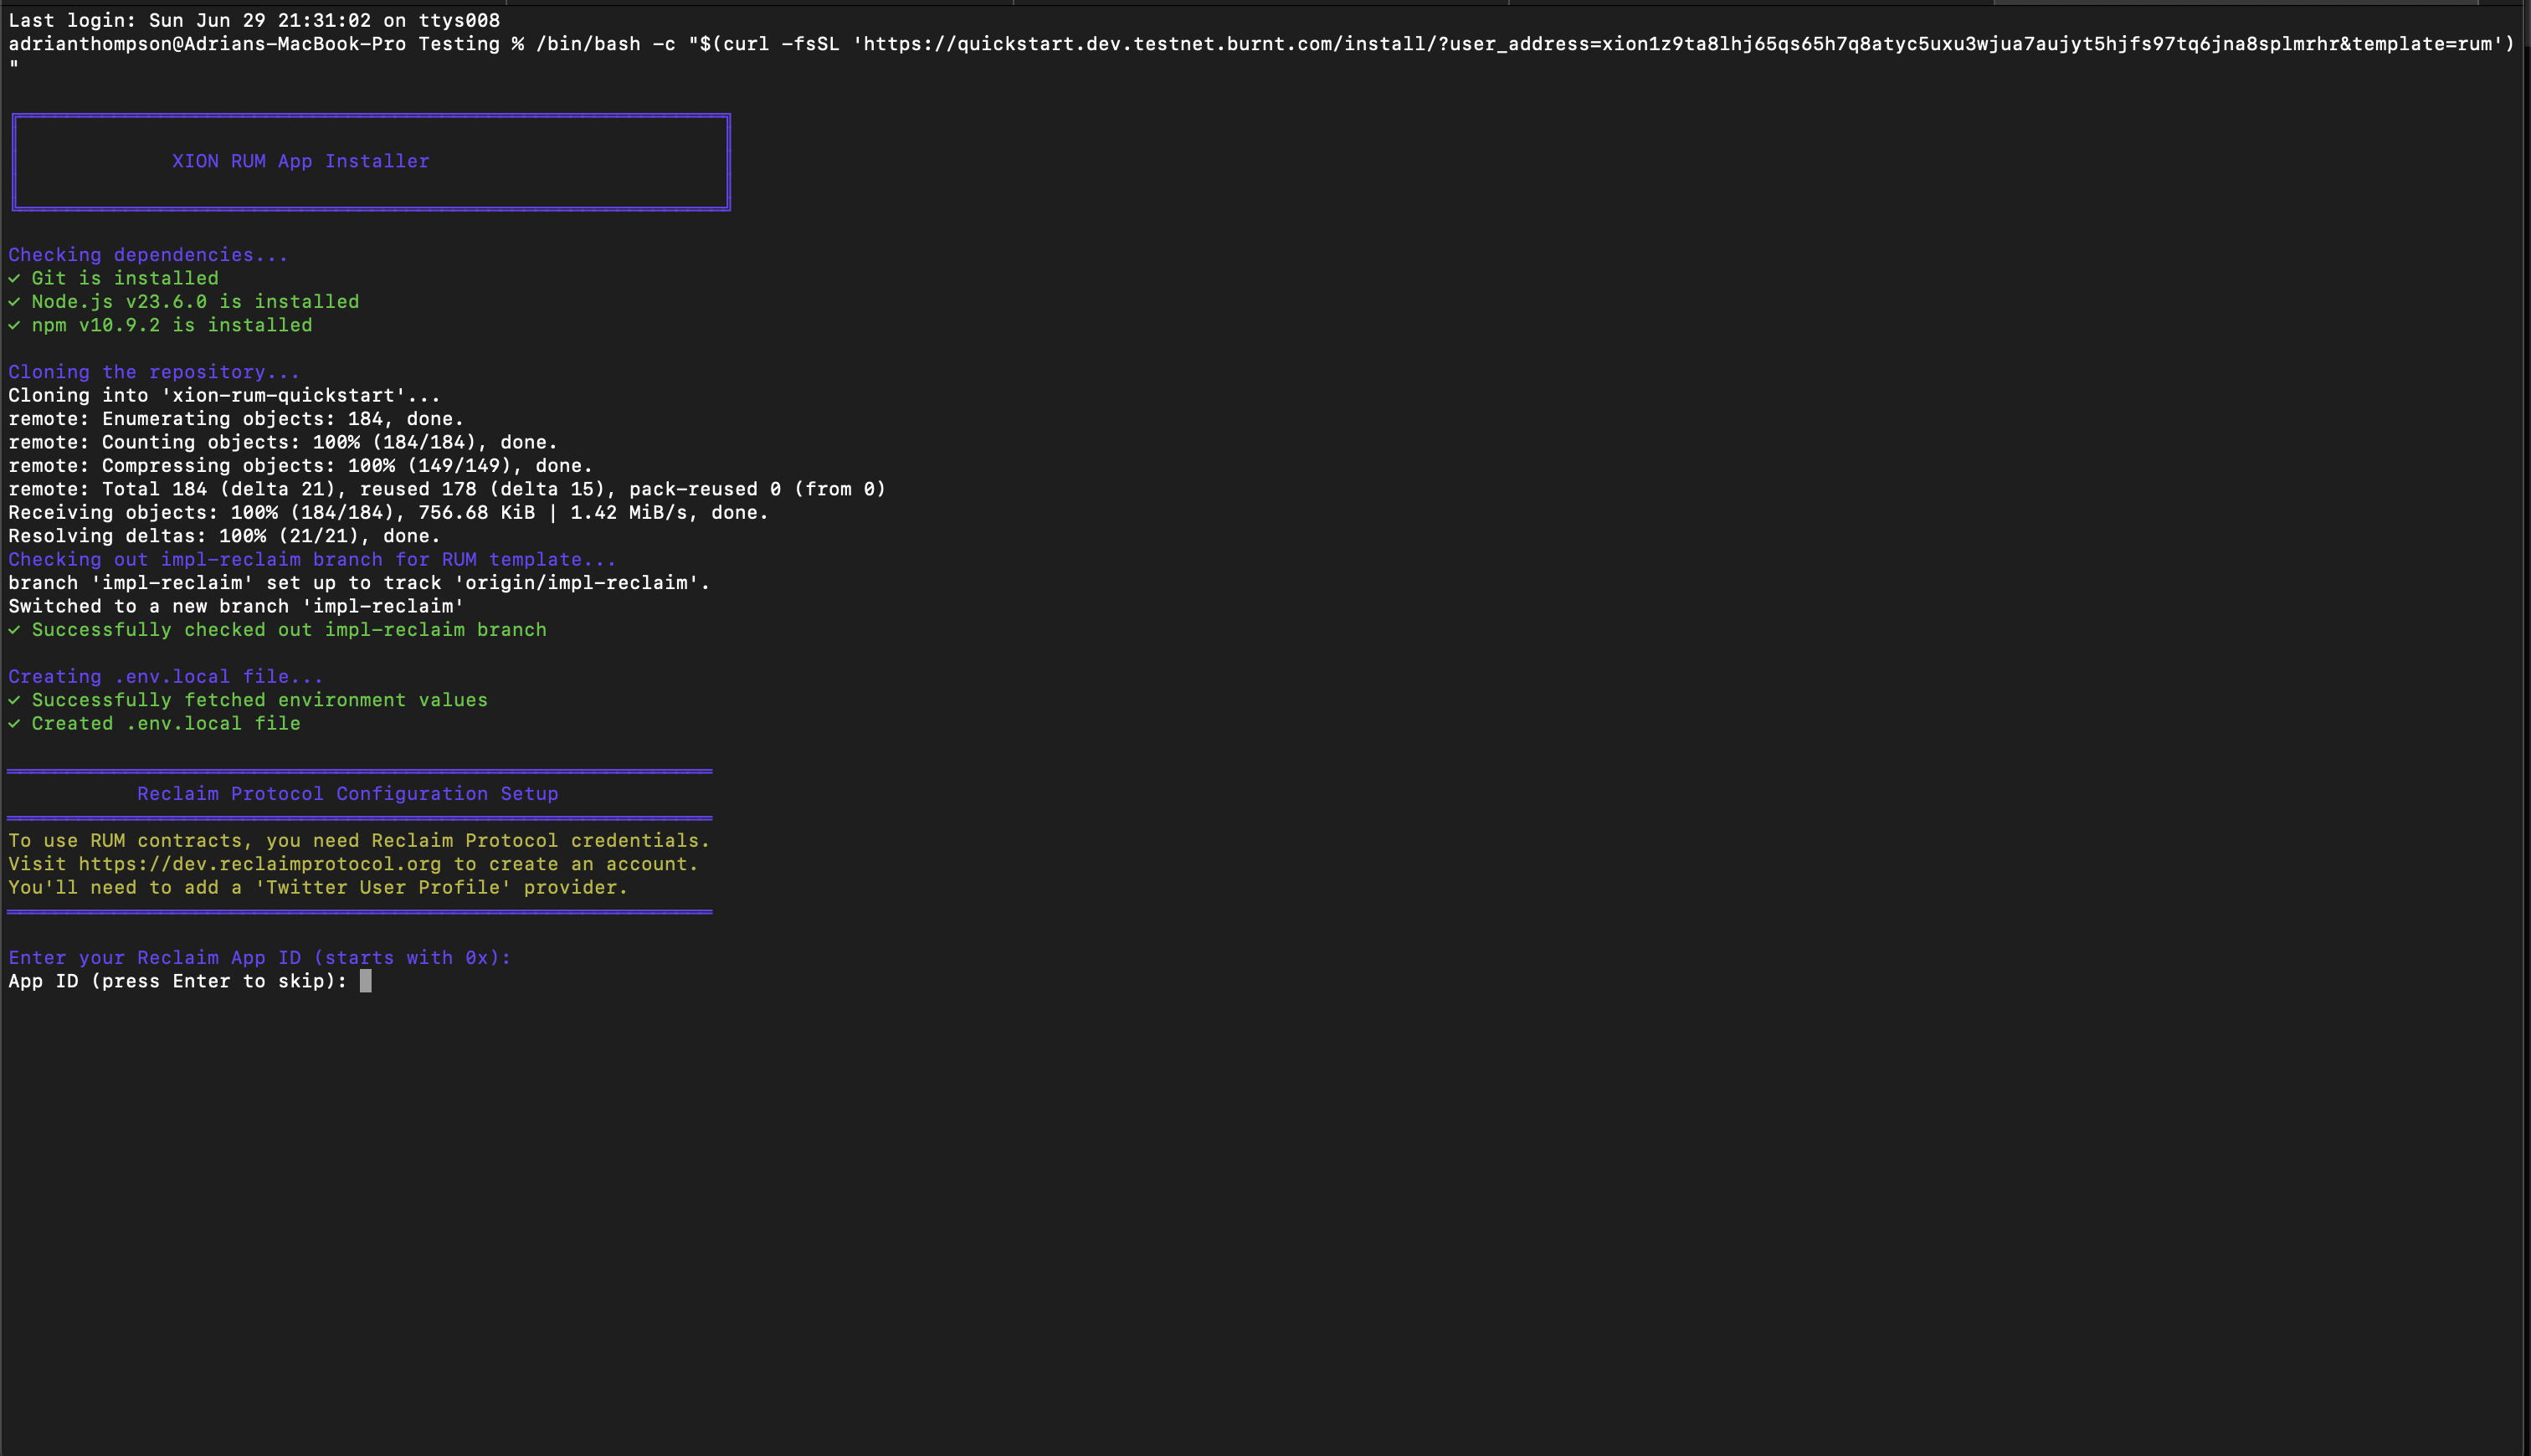 Last login: Sun Jun 29 21:31:02 on ttys008
adrianthompson@Adrians-MacBook-Pro Testing % /bin/bash -c "$(curl -fsSL 'https://quickstart.dev.testnet.burnt.com/install/?user_address=xion1z9ta8lhj65qs65h7q8atyc5uxu3wjua7aujyt5hjfs97tq6jna8splmrhr&template=rum')
"
XION RUM App Installer
Checking dependencies...
✓ Git is installed
✓ Node.js v23.6.0 is installed
✓ npm v10.9.2 is installed
Cloning the repository...
Cloning into 'xion-rum-quickstart'...
remote: Enumerating objects: 184, done.
remote: Counting objects: 100% (184/184), done.
remote: Compressing objects: 100% (149/149), done.
remote: Total 184 (delta 21), reused 178 (delta 15), pack-reused 0 (from 0)
Receiving objects: 100% (184/184), 756.68 KiB | 1.42 MiB/s, done.
Resolving deltas: 100% (21/21), done.
Checking out impl-reclaim branch for RUM template...
branch 'impl-reclaim' set up to track 'origin/impl-reclaim'.
Switched to a new branch 'impl-reclaim'
✓ Successfully checked out impl-reclaim branch
Creating .env.local file...
✓ Successfully fetched environment values
✓ Created .env.local file
Reclaim Protocol Configuration Setup
To use RUM contracts, you need Reclaim Protocol credentials.
Visit https://dev.reclaimprotocol.org to create an account.
You'll need to add a 'Twitter User Profile' provider.
Enter your Reclaim App ID (starts with 0x):
App ID (press Enter to skip):